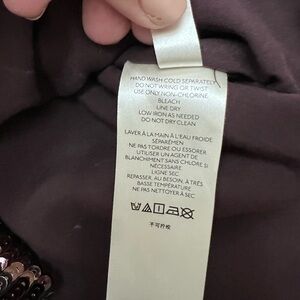 HAND WASH COLD SEPARATELY
DO NOT WRING OR TWIST
USE ONLY NON-CHLORINE
BLEACH
LINE DRY
LOW IRON AS NEEDED
DO NOT DRY CLEAN
LAVER À LA MAIN À L'EAU FROIDE
SÉPARÉMEN
NE PAS TORDRE OU ESSORER
UTILISER UN AGENT DE
BLANCHIMENT SANS CHLORE SI
NÉCESSAIRE
LIGNE SEC
REPASSER, AU BESOIN, À TRÈS
BASSE TEMPÉRATURE
NE PAS NETTOYER À SEC
不可拧咬